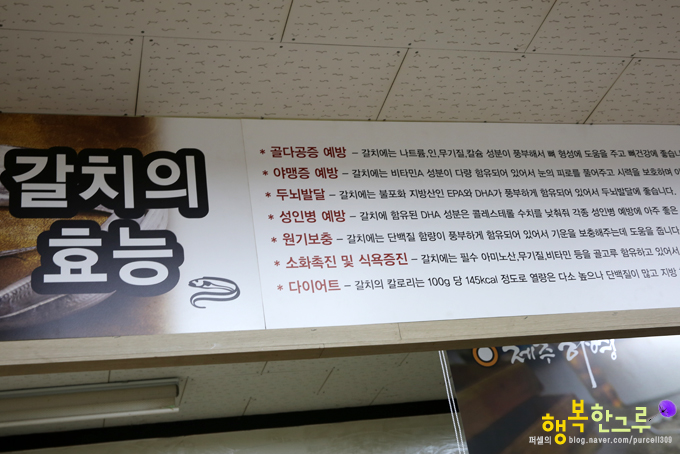 갈치의
효능
* 골다공증 예방 – 갈치에는 나트륨,인,무기질,칼슘 성분이 풍부해서 뼈 형성에 도움을 주고 뼈건강에 좋습니
* 야맹증 예방 – 갈치에는 비타민A 성분이 다량 함유되어 있어서 눈의 피로를 풀어주고 시력을 보호하며 야
* 두뇌발달 – 갈치에는 불포화 지방산인 EPA와 DHA가 풍부하게 함유되어 있어서 두뇌발달에 좋습니다.
* 성인병 예방 – 갈치에 함유된 DHA 성분은 콜레스테롤 수치를 낮춰줘 각종 성인병 예방에 아주 좋은
* 원기보충 – 갈치에는 단백질 함량이 풍부하게 함유되어 있어서 기운을 보충해주는데 도움을 줍니다
* 소화촉진 및 식욕증진 – 갈치에는 필수 아미노산,무기질,비타민 등을 골고루 함유하고 있어서
* 다이어트 – 갈치의 칼로리는 100g 당 145kcal 정도로 열량은 다소 높으나 단백질이 많고 지방
제주하영
퍼셀의 행복한그루
blog.naver.com/purcell309